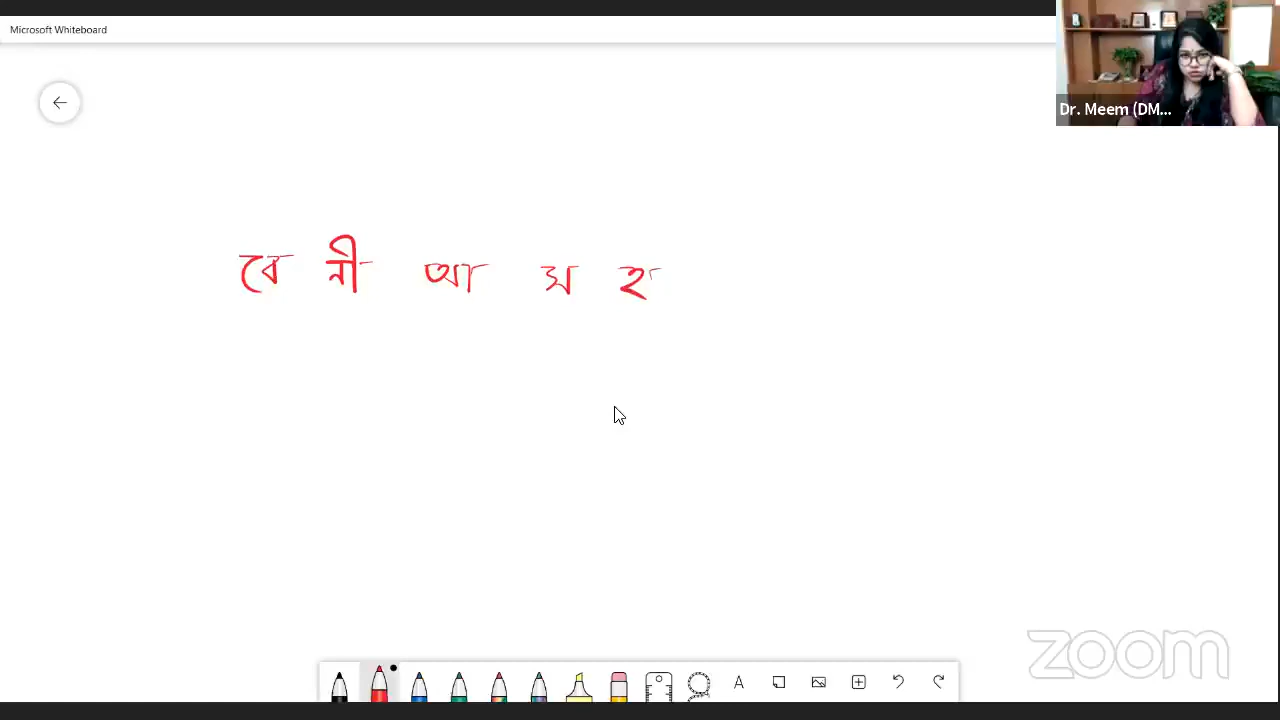 Microsoft Whiteboard
Dr. Meem (DM...
বে নী আ স হ
zoom